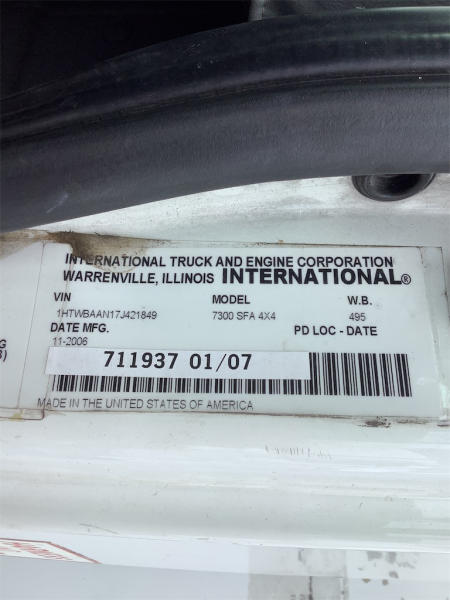 INTERNATIONAL TRUCK AND ENGINE CORPORATION
WARRENVILLE, ILLINOIS INTERNATIONAL®
VIN MODEL W.B.
1HTWBAAN17J421849 7300 SFA 4X4 495
DATE MFG. PD LOC - DATE
11-2006
711937 01/07
MADE IN THE UNITED STATES OF AMERICA